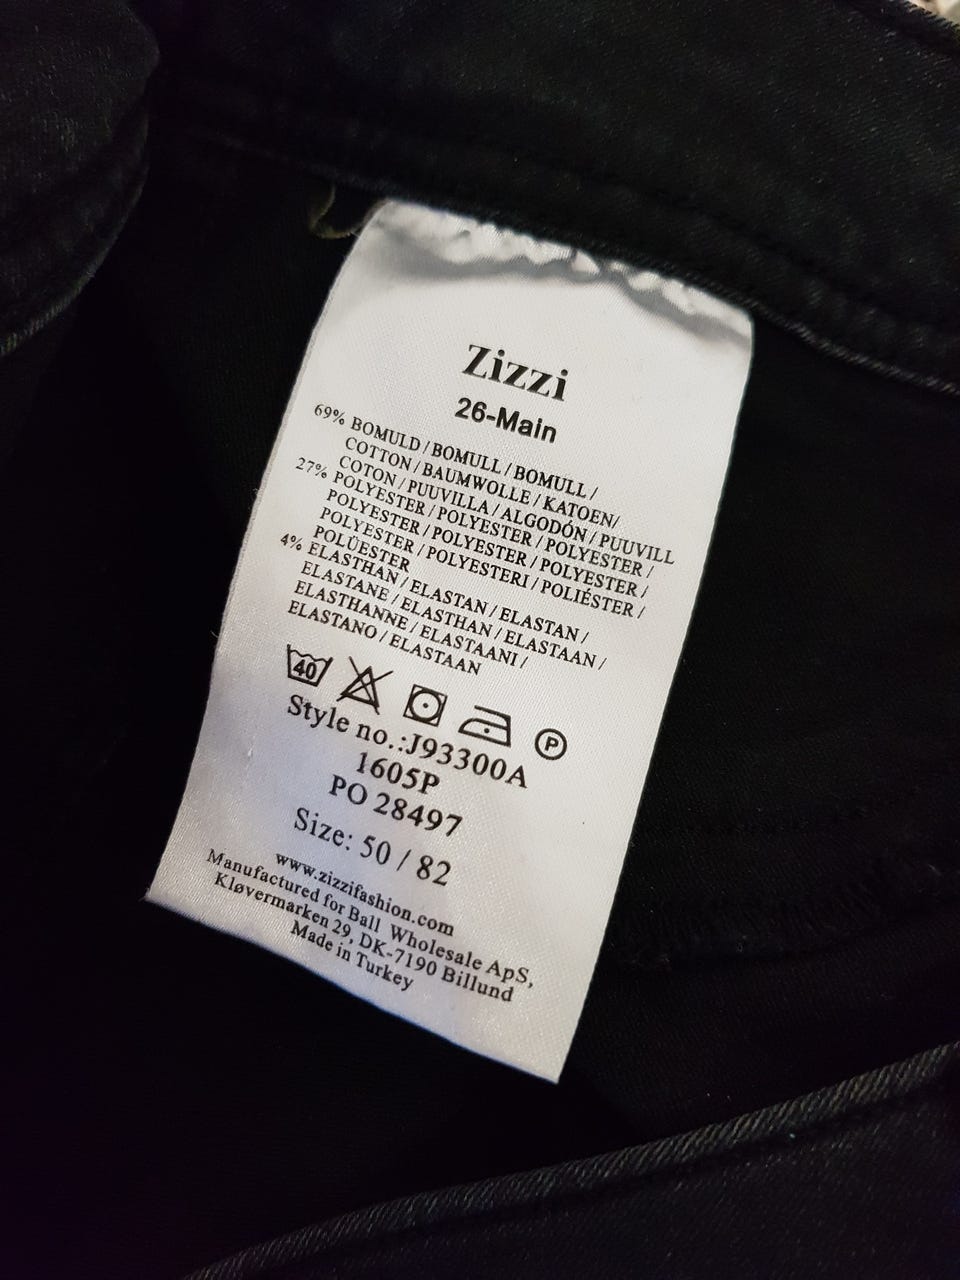 Zizzi
26-Main
69% BOMULD / BOMULL / BOMULL /
COTTON / BAUMWOLLE / KATOEN/
COTON / PUUVILLA / ALGODÓN / PUUVILL
27% POLYESTER / POLYESTER / POLYESTER /
POLYESTER / POLYESTER / POLYESTER /
POLYESTER / POLYESTERI / POLIÉSTER /
POLÜESTER
4% ELASTHAN / ELASTAN / ELASTAN /
ELASTANE / ELASTHAN / ELASTAAN /
ELASTHANNE / ELASTAANI /
ELASTANO / ELASTAAN
40 P
Style no.:J93300A
1605P
PO 28497
Size: 50 / 82
www.zizzifashion.com
Manufactured for Ball Wholesale ApS,
Kløvermarken 29, DK-7190 Billund
Made in Turkey